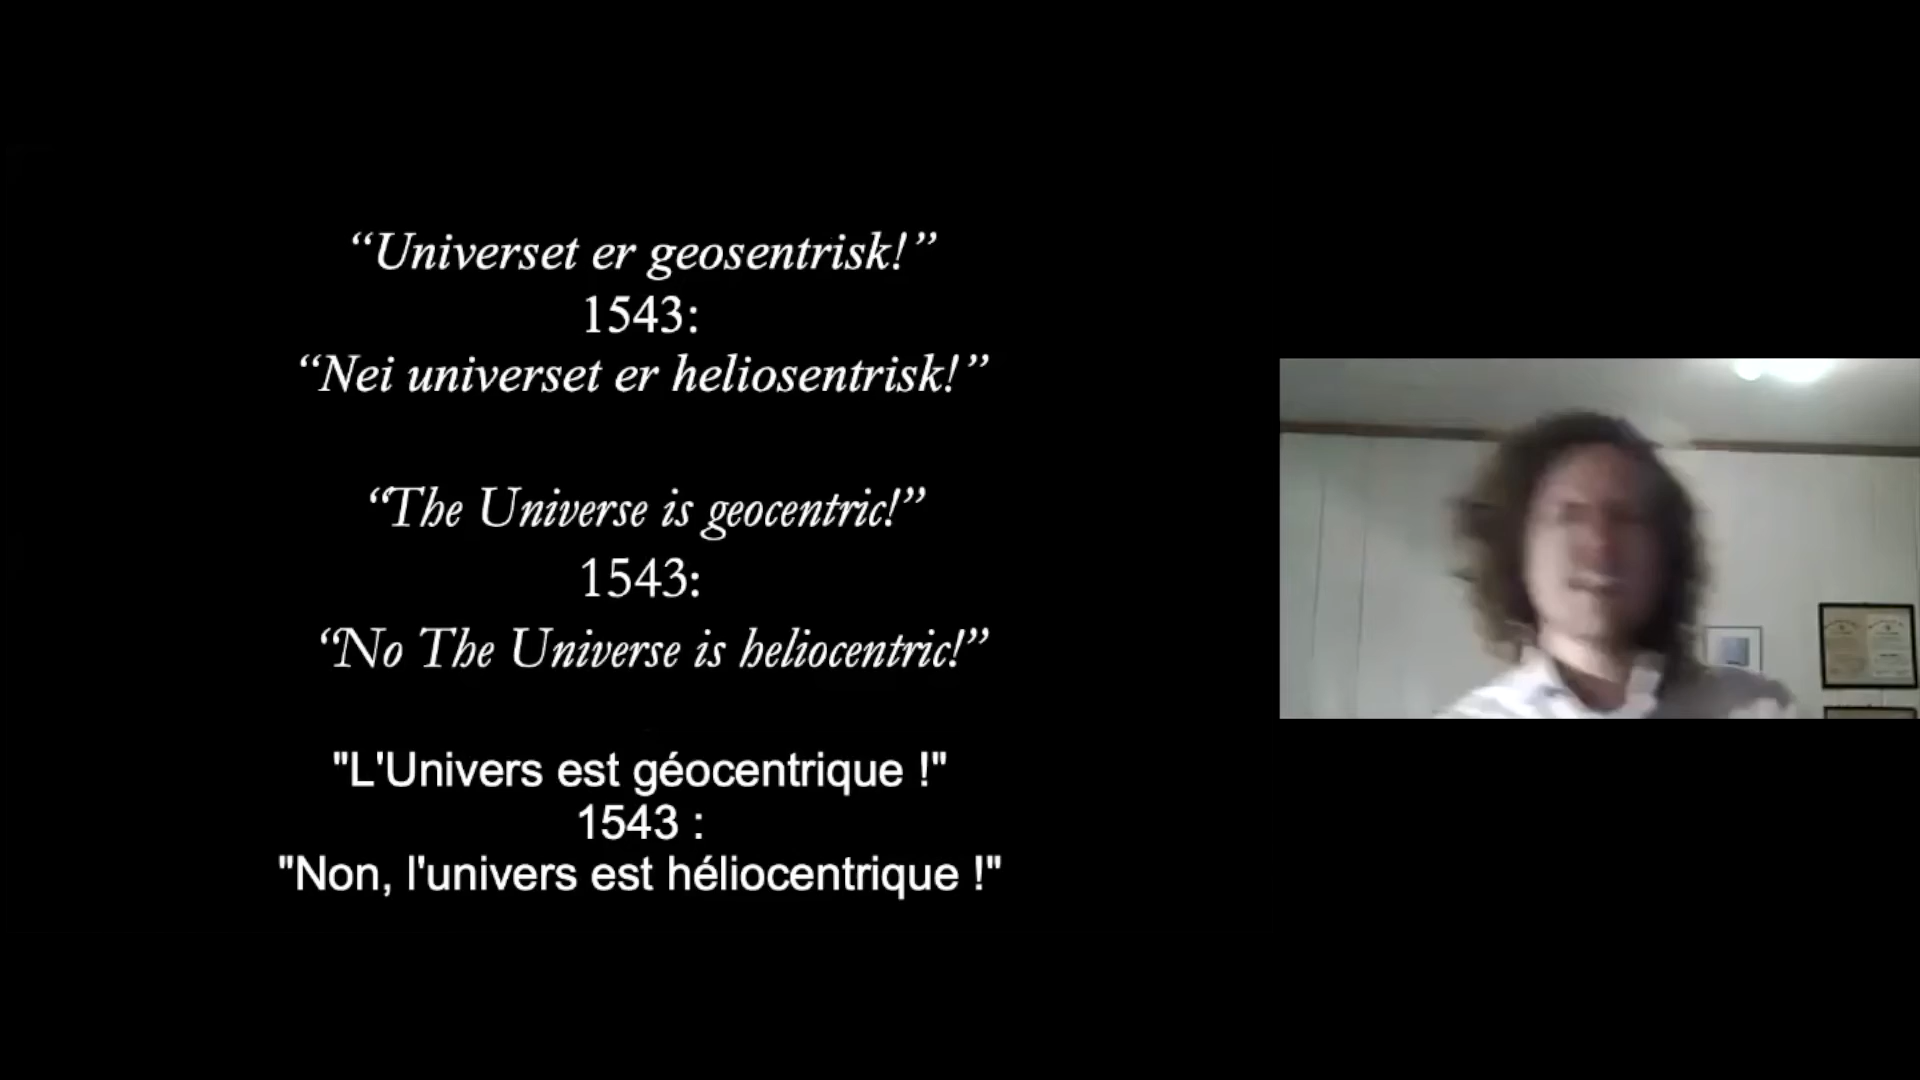 “Universet er geosentrisk!”
1543:
“Nei universet er heliosentrisk!”
“The Universe is geocentric!”
1543:
“No The Universe is heliocentric!”
"L'Univers est géocentrique !"
1543 :
"Non, l'univers est héliocentrique !"